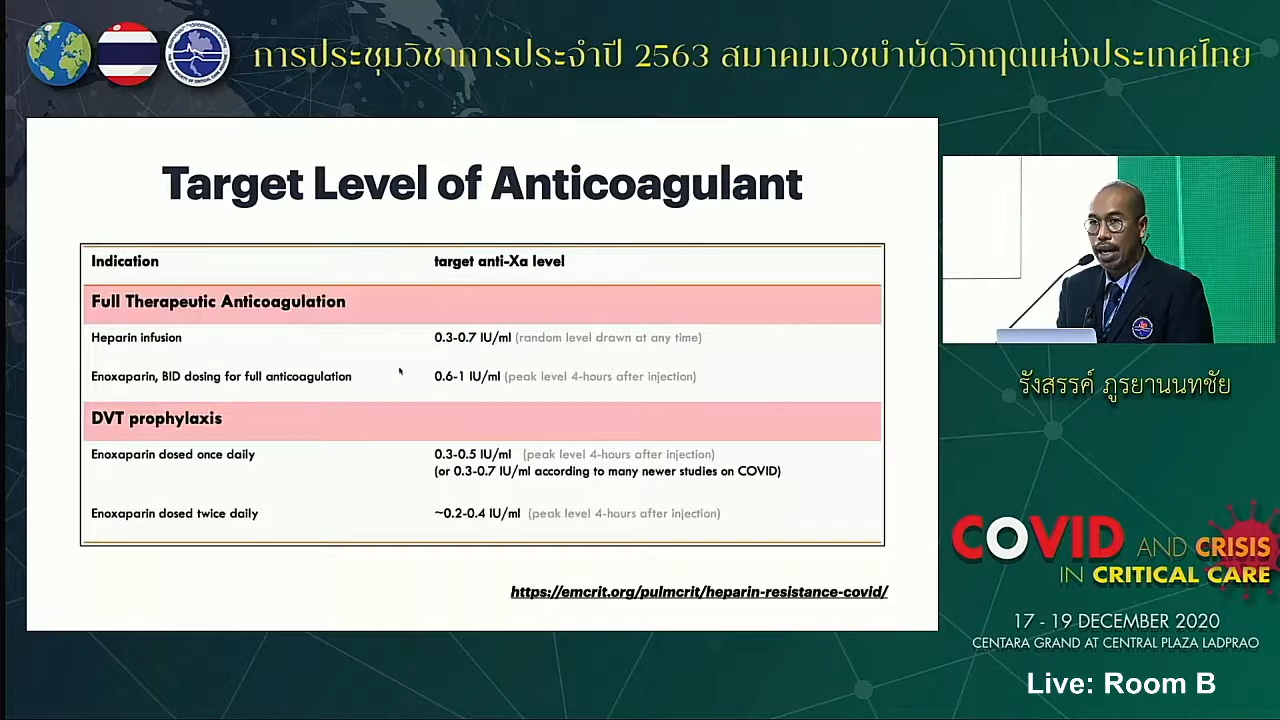 การประชุมวิชาการประจำปี 2563 สมาคมเวชบำบัดวิกฤตแห่งประเทศไทย
Target Level of Anticoagulant
Indication target anti-Xa level
Full Therapeutic Anticoagulation
Heparin infusion 0.3-0.7 IU/ml (random level drawn at any time)
Enoxaparin, BID dosing for full anticoagulation 0.6-1 IU/ml (peak level 4-hours after injection)
DVT prophylaxis
Enoxaparin dosed once daily 0.3-0.5 IU/ml (peak level 4-hours after injection)
(or 0.3-0.7 IU/ml according to many newer studies on COVID)
Enoxaparin dosed twice daily ~0.2-0.4 IU/ml (peak level 4-hours after injection)
https://emcrit.org/pulmcrit/heparin-resistance-covid/
รังสรรค์ ภูรยานนทชัย
COVID AND CRISIS
IN CRITICAL CARE
17 - 19 DECEMBER 2020
CENTARA GRAND AT CENTRAL PLAZA LADPRAO
Live: Room B